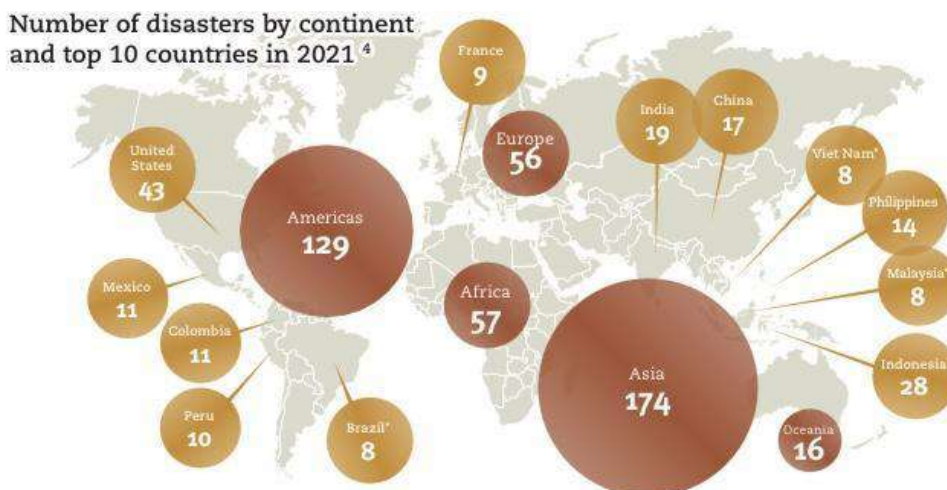 Number of disasters by continent
and top 10 countries in 2021 4
France
9
United
States
43
Europe
56
India
19
China
17
Viet Nam*
8
Philippines
14
Americas
129
Mexico
11
Colombia
11
Africa
57
Malaysia*
8
Asia
174
Indonesia
28
Peru
10
Brazil*
8
Oceania
16